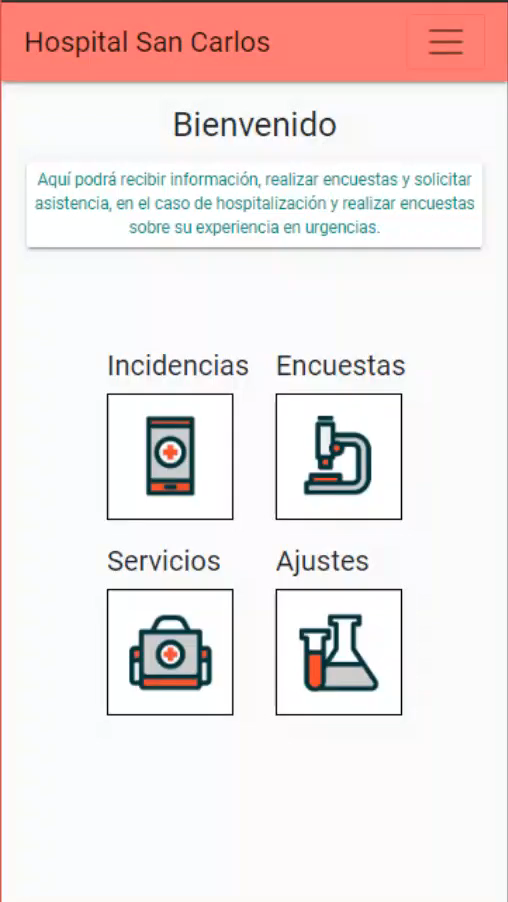 Hospital San Carlos
Bienvenido
Aquí podrá recibir información, realizar encuestas y solicitar
asistencia, en el caso de hospitalización y realizar encuestas
sobre su experiencia en urgencias.
Incidencias
Encuestas
Servicios
Ajustes